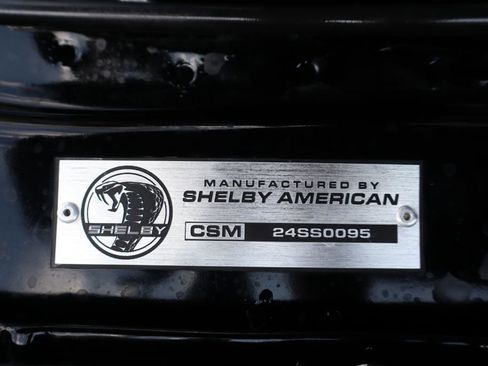 MANUFACTURED BY
SHELBY AMERICAN
SHELBY
CSM 24SS0095